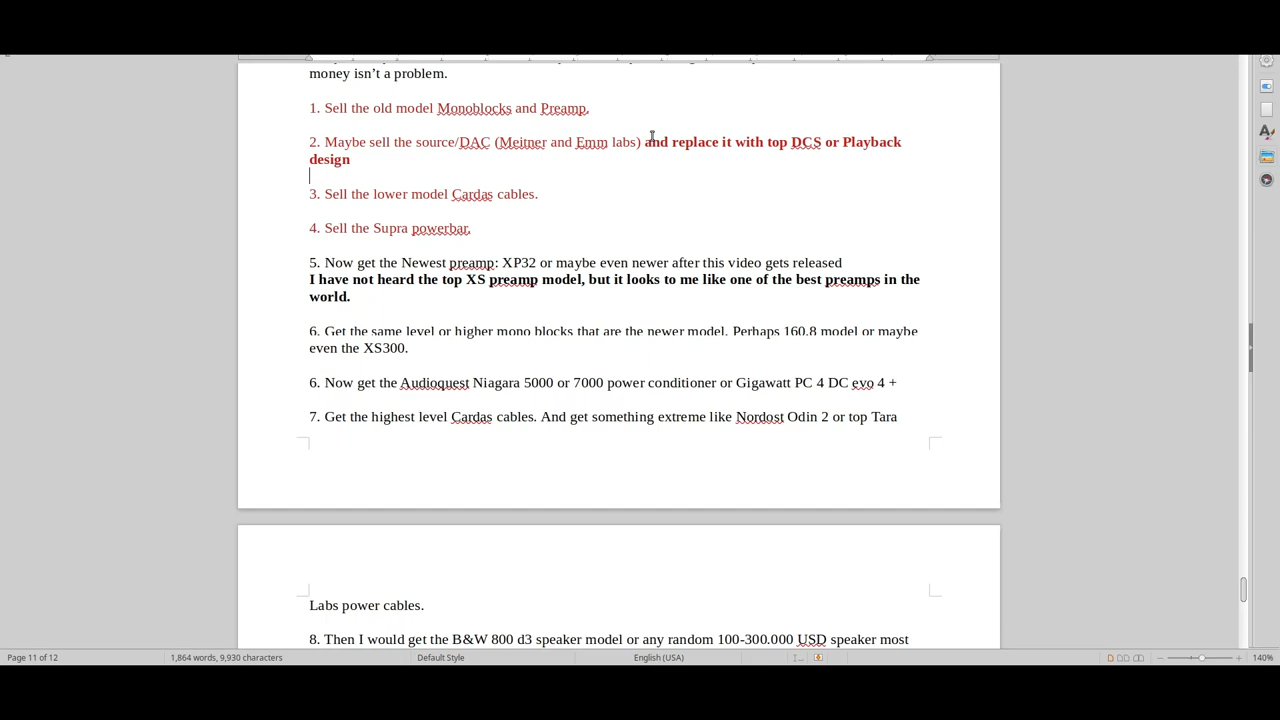 money isn’t a problem.
1. Sell the old model Monoblocks and Preamp,
2. Maybe sell the source/DAC (Meitner and Emm labs) and replace it with top DCS or Playback
design
3. Sell the lower model Cardas cables.
4. Sell the Supra powerbar,
5. Now get the Newest preamp: XP32 or maybe even newer after this video gets released
I have not heard the top XS preamp model, but it looks to me like one of the best preamps in the
world.
6. Get the same level or higher mono blocks that are the newer model. Perhaps 160.8 model or maybe
even the XS300.
6. Now get the Audioquest Niagara 5000 or 7000 power conditioner or Gigawatt PC 4 DC evo 4 +
7. Get the highest level Cardas cables. And get something extreme like Nordost Odin 2 or top Tara
Labs power cables.
8. Then I would get the B&W 800 d3 speaker model or any random 100-300.000 USD speaker most
Page 11 of 12
1,864 words, 9,930 characters
Default Style
English (USA)
140%